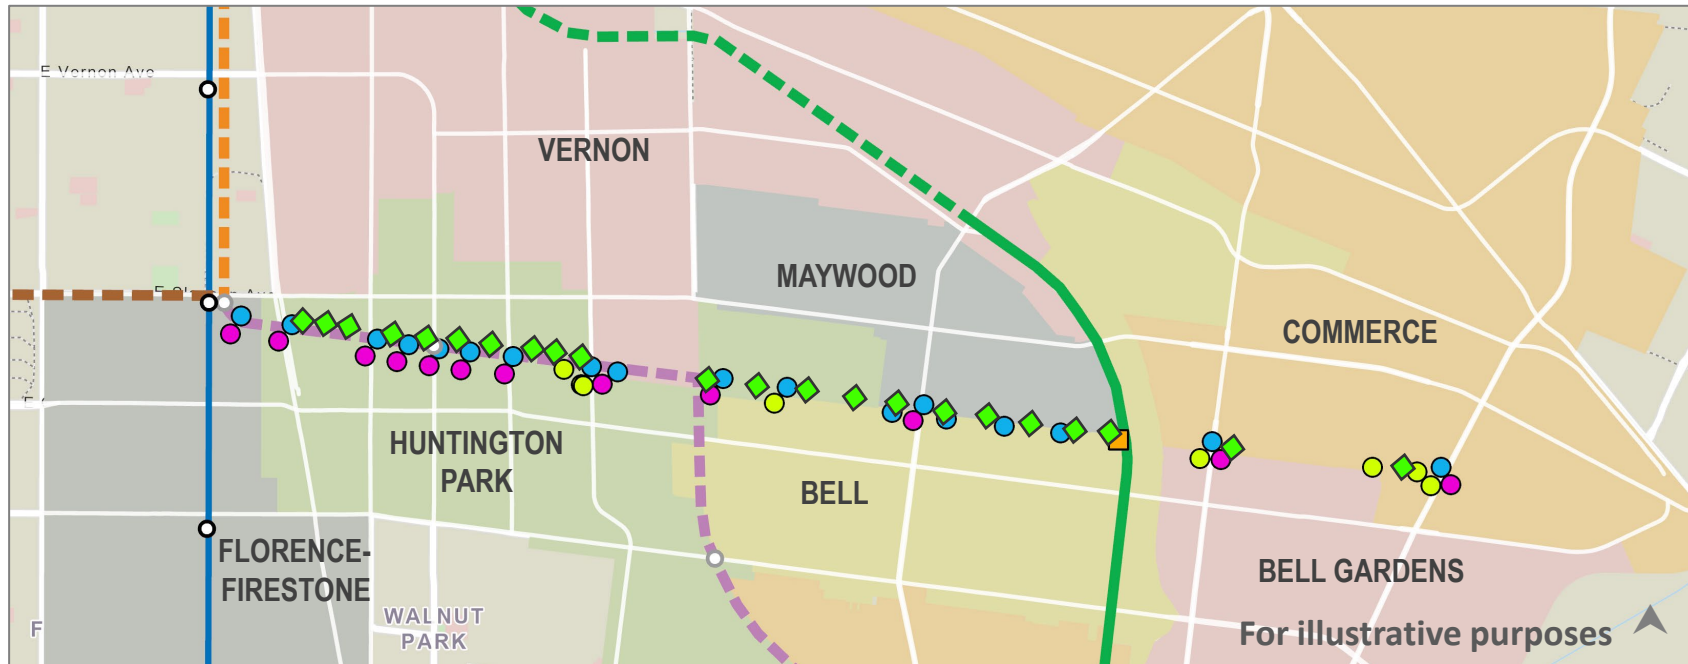 E Vernon Ave
VERNON
MAYWOOD
COMMERCE
HUNTINGTON
PARK
BELL
FLORENCE-
FIRESTONE
BELL GARDENS
WALNUT
PARK
F
For illustrative purposes